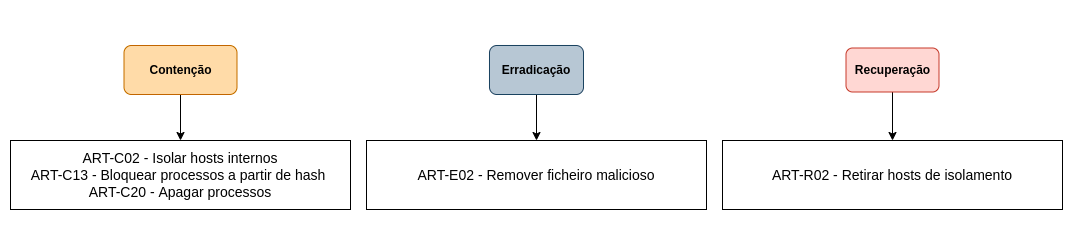 Contenção
Erradicação
Recuperação
ART-C02 - Isolar hosts internos
ART-C13 - Bloquear processos a partir de hash
ART-C20 - Apagar processos
ART-E02 - Remover ficheiro malicioso
ART-R02 - Retirar hosts de isolamento